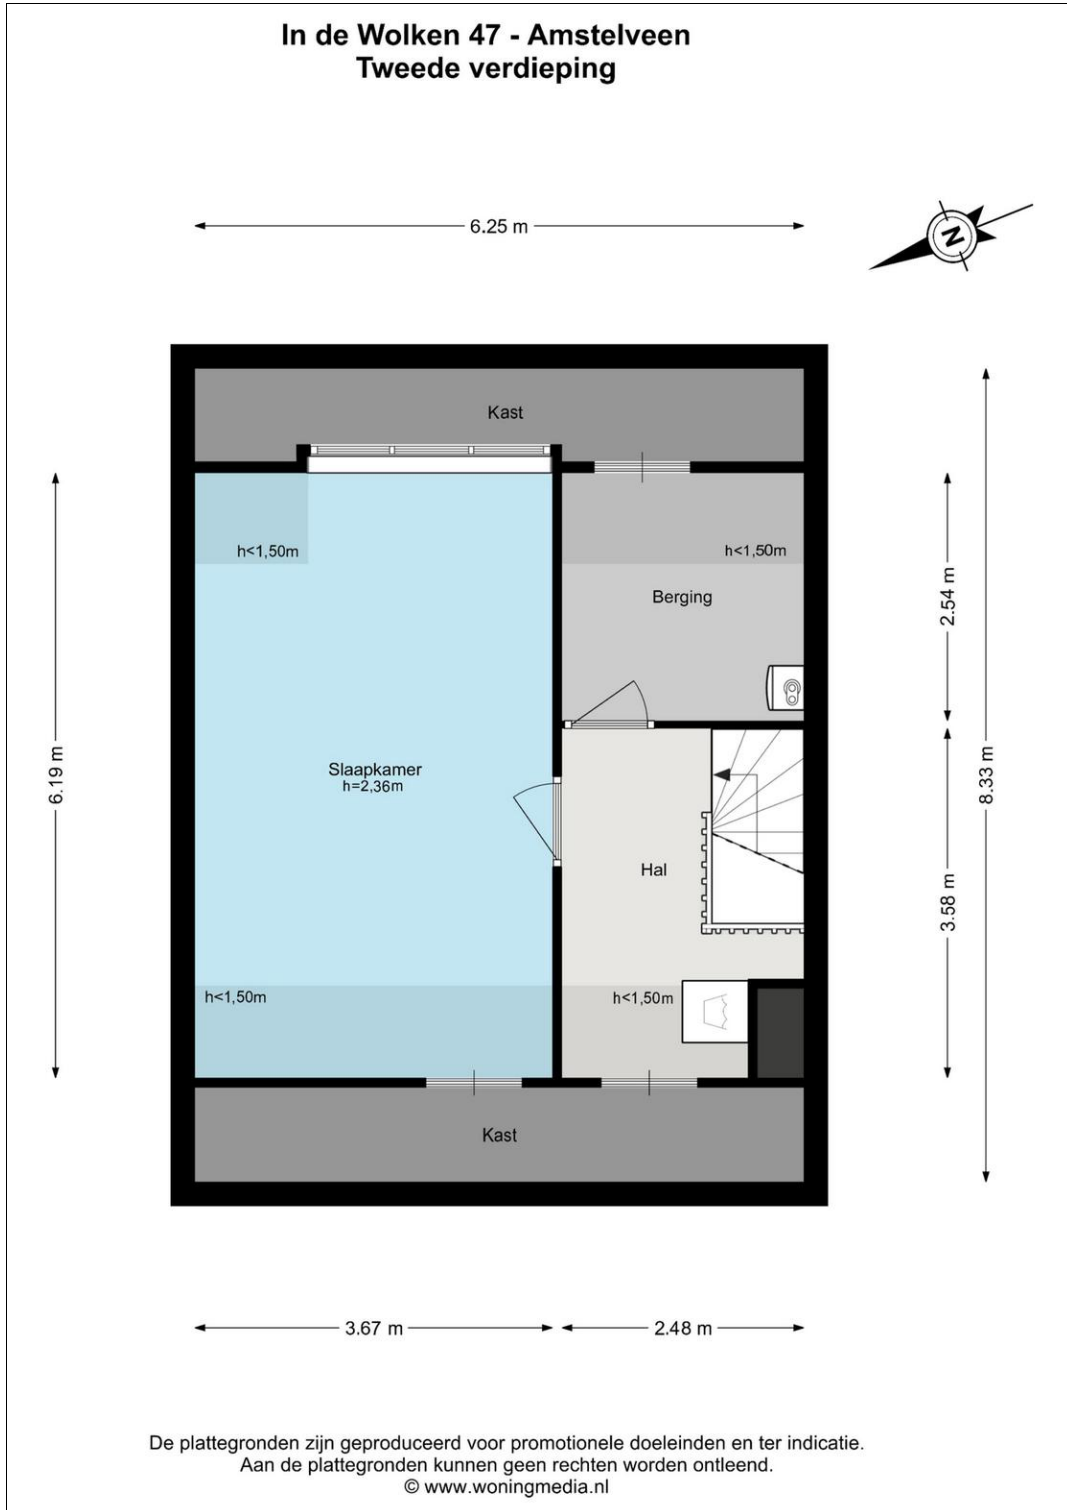 In de Wolken 47 - Amstelveen
Tweede verdieping
6.25 m
N
Kast
h<1,50m
h<1,50m
Berging
2.54 m
6.19 m
Slaapkamer
h=2,36m
8.33 m
Hal
3.58 m
h<1,50m
h<1,50m
Kast
3.67 m
2.48 m
De plattegronden zijn geproduceerd voor promotionele doeleinden en ter indicatie.
Aan de plattegronden kunnen geen rechten worden ontleend.
© www.woningmedia.nl